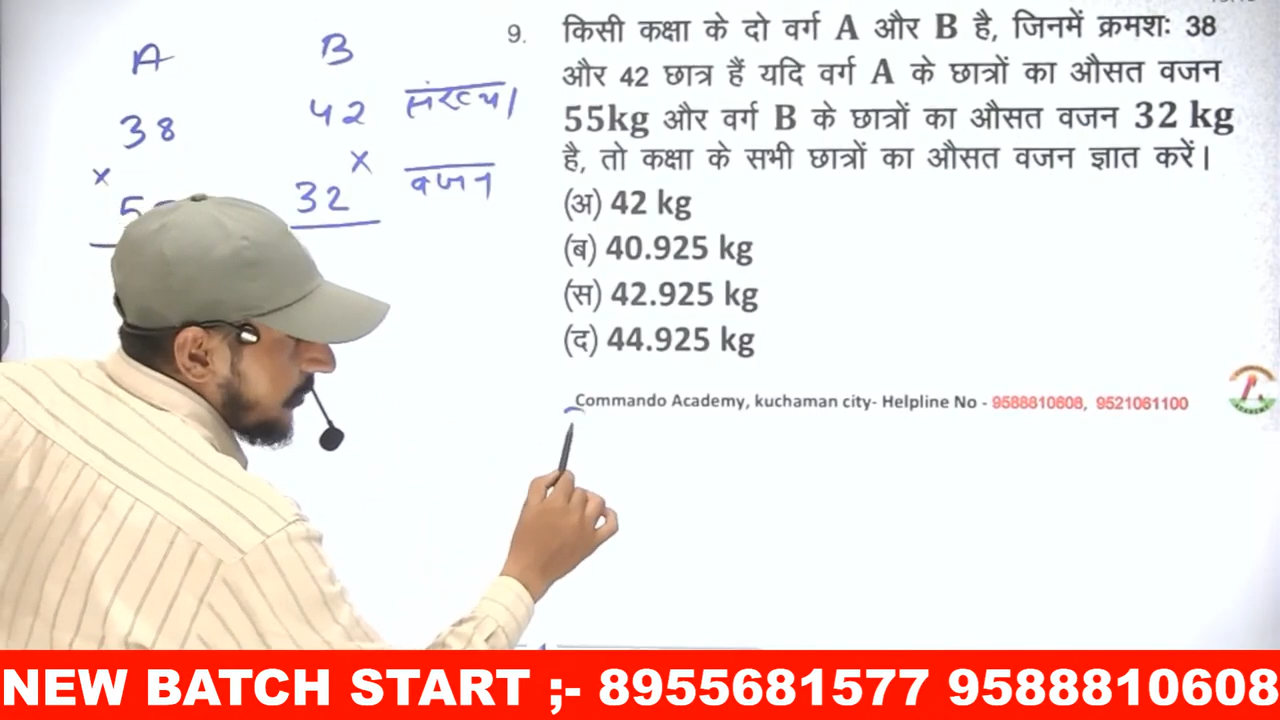 A B
38 42 संख्या
× ×
32 वजन
9. किसी कक्षा के दो वर्ग A और B है, जिनमें क्रमशः 38
और 42 छात्र हैं यदि वर्ग A के छात्रों का औसत वजन
55kg और वर्ग B के छात्रों का औसत वजन 32 kg
है, तो कक्षा के सभी छात्रों का औसत वजन ज्ञात करें।
(अ) 42 kg
(ब) 40.925 kg
(स) 42.925 kg
(द) 44.925 kg
Commando Academy, kuchaman city- Helpline No - 9588810608, 9521061100
NEW BATCH START ;- 8955681577 9588810608